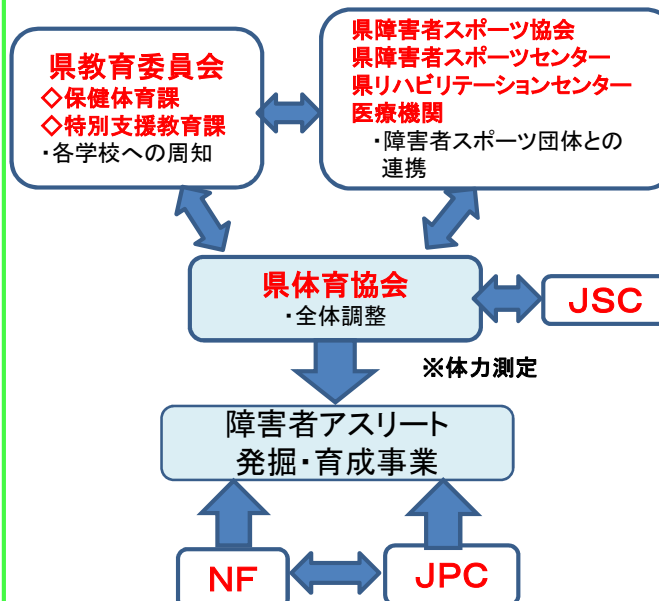 県教育委員会
◇保健体育課
◇特別支援教育課
・各学校への周知
県障害者スポーツ協会
県障害者スポーツセンター
県リハビリテーションセンター
医療機関
・障害者スポーツ団体との
連携
県体育協会
・全体調整
JSC
※体力測定
障害者アスリート
発掘・育成事業
NF
JPC